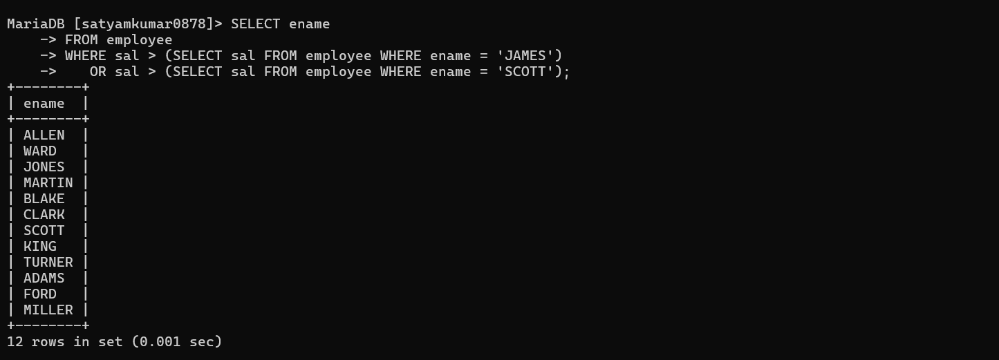 MariaDB [satyamkumar0878]> SELECT ename
    -> FROM employee
    -> WHERE sal > (SELECT sal FROM employee WHERE ename = 'JAMES')
    ->    OR sal > (SELECT sal FROM employee WHERE ename = 'SCOTT');
+--------+
| ename  |
+--------+
| ALLEN  |
| WARD   |
| JONES  |
| MARTIN |
| BLAKE  |
| CLARK  |
| SCOTT  |
| KING   |
| TURNER |
| ADAMS  |
| FORD   |
| MILLER |
+--------+
12 rows in set (0.001 sec)